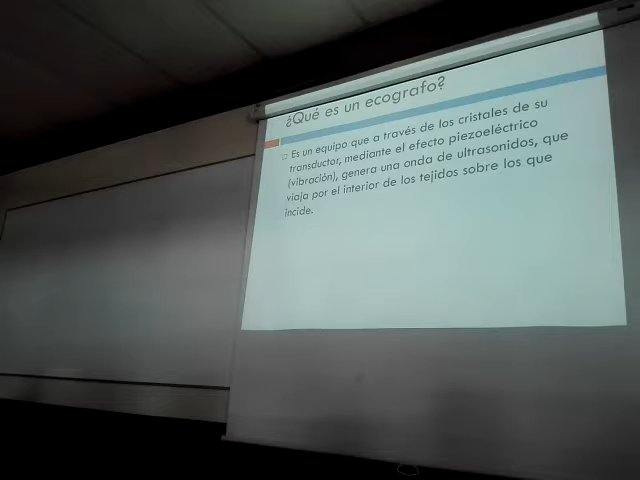 ¿Qué es un ecografo?
Es un equipo que a través de los cristales de su
transductor, mediante el efecto piezoeléctrico
(vibración), genera una onda de ultrasonidos, que
viaja por el interior de los tejidos sobre los que
incide.